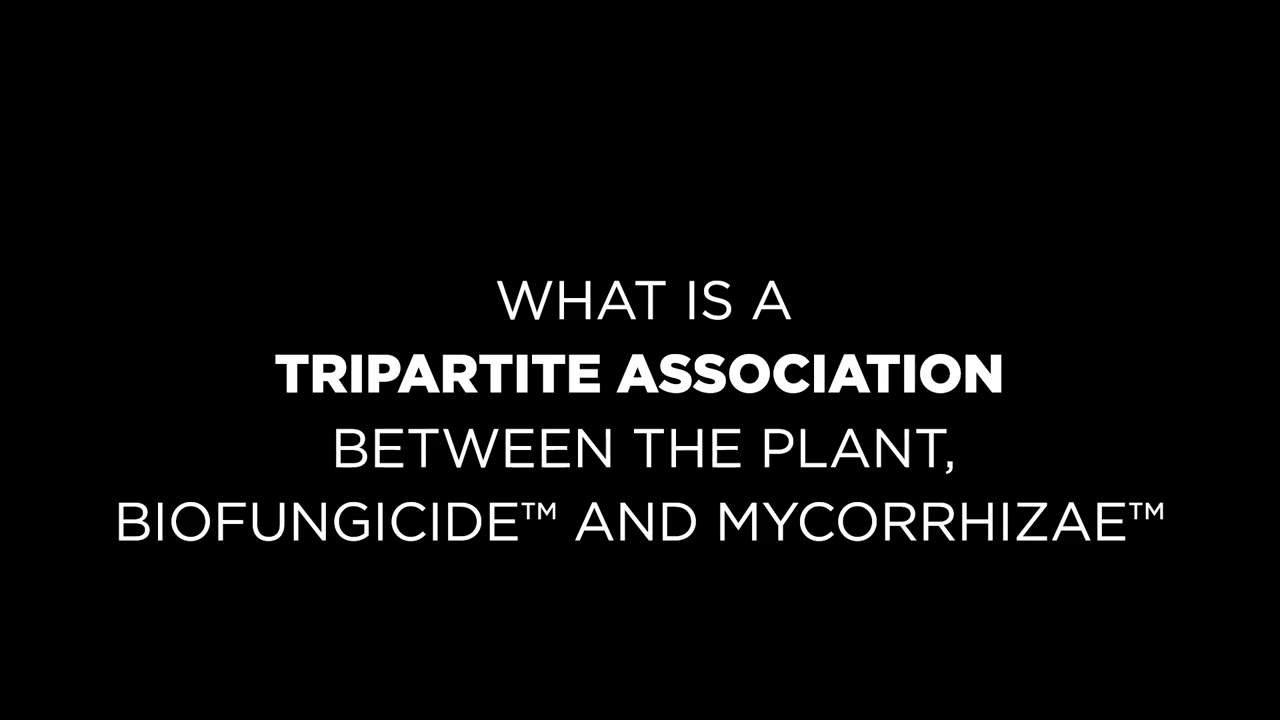 WHAT IS A
TRIPARTITE ASSOCIATION
BETWEEN THE PLANT,
BIOFUNGICIDE™ AND MYCORRHIZAE™